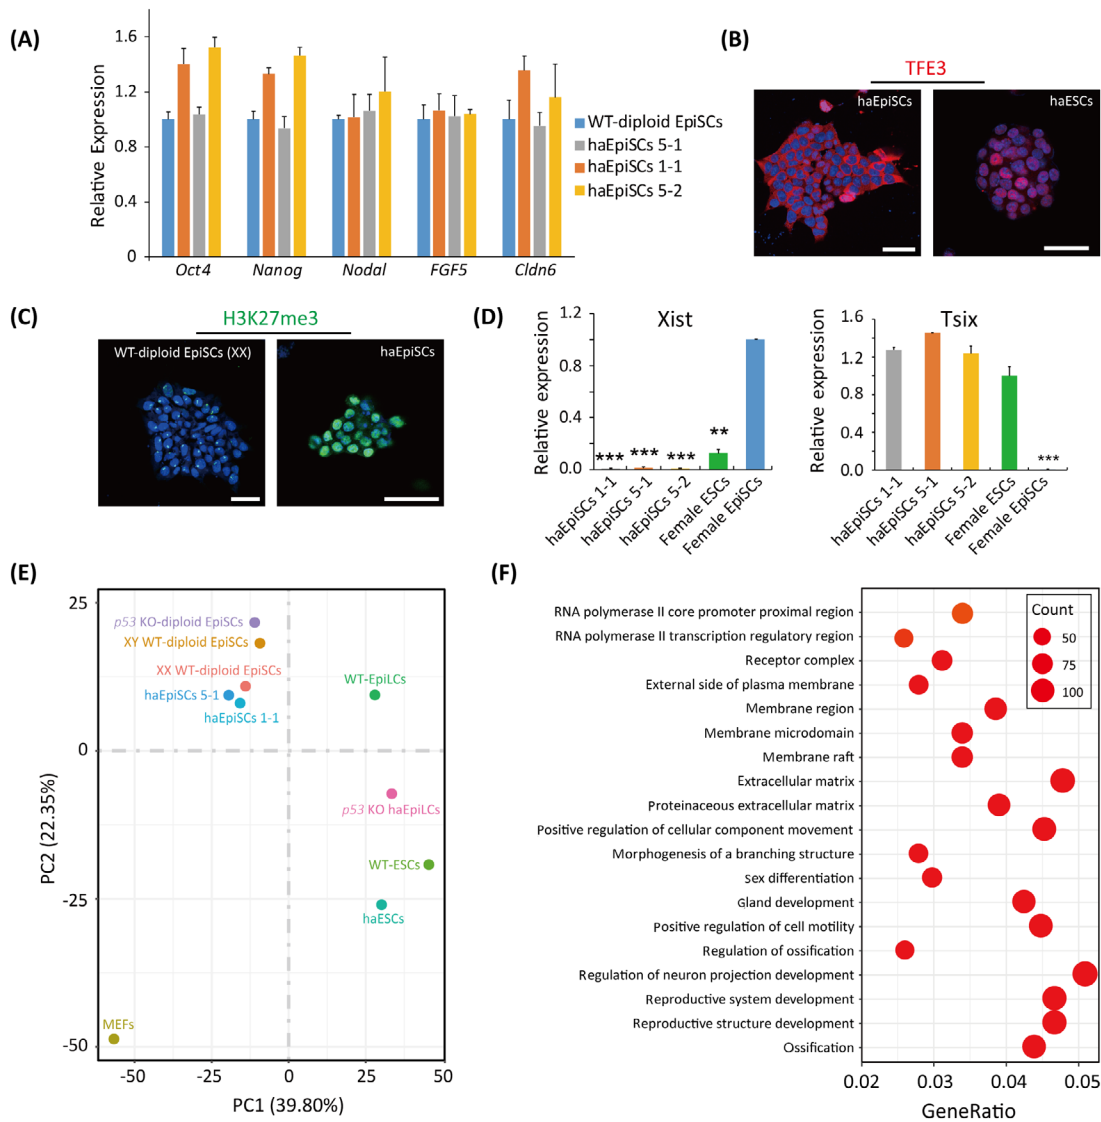 (A)
Relative Expression
1.6
1.2
0.8
0.4
0
Oct4
Nanog
Nodal
FGF5
Cldn6
WT-diploid EpiSCs
haEpiSCs 5-1
haEpiSCs 1-1
haEpiSCs 5-2
(B)
TFE3
haEpiSCs
haESCs
(C)
H3K27me3
WT-diploid EpiSCs (XX)
haEpiSCs
(D)
Xist
Relative expression
1.2
0.8
0.4
0.0
***
***
***
**
haEpiSCs 1-1
haEpiSCs 5-1
haEpiSCs 5-2
Female ESCs
Female EpiSCs
Tsix
Relative expression
1.6
1.2
0.8
0.4
0.0
***
haEpiSCs 1-1
haEpiSCs 5-1
haEpiSCs 5-2
Female ESCs
Female EpiSCs
(E)
PC2 (22.35%)
25
0
-25
-50
p53 KO-diploid EpiSCs
XY WT-diploid EpiSCs
XX WT-diploid EpiSCs
haEpiSCs 5-1
haEpiSCs 1-1
WT-EpiLCs
p53 KO haEpiLCs
WT-ESCs
haESCs
MEFs
-50
-25
0
25
50
PC1 (39.80%)
(F)
RNA polymerase II core promoter proximal region
RNA polymerase II transcription regulatory region
Receptor complex
External side of plasma membrane
Membrane region
Membrane microdomain
Membrane raft
Extracellular matrix
Proteinaceous extracellular matrix
Positive regulation of cellular component movement
Morphogenesis of a branching structure
Sex differentiation
Gland development
Positive regulation of cell motility
Regulation of ossification
Regulation of neuron projection development
Reproductive system development
Reproductive structure development
Ossification
Count
50
75
100
0.02
0.03
0.04
0.05
GeneRatio